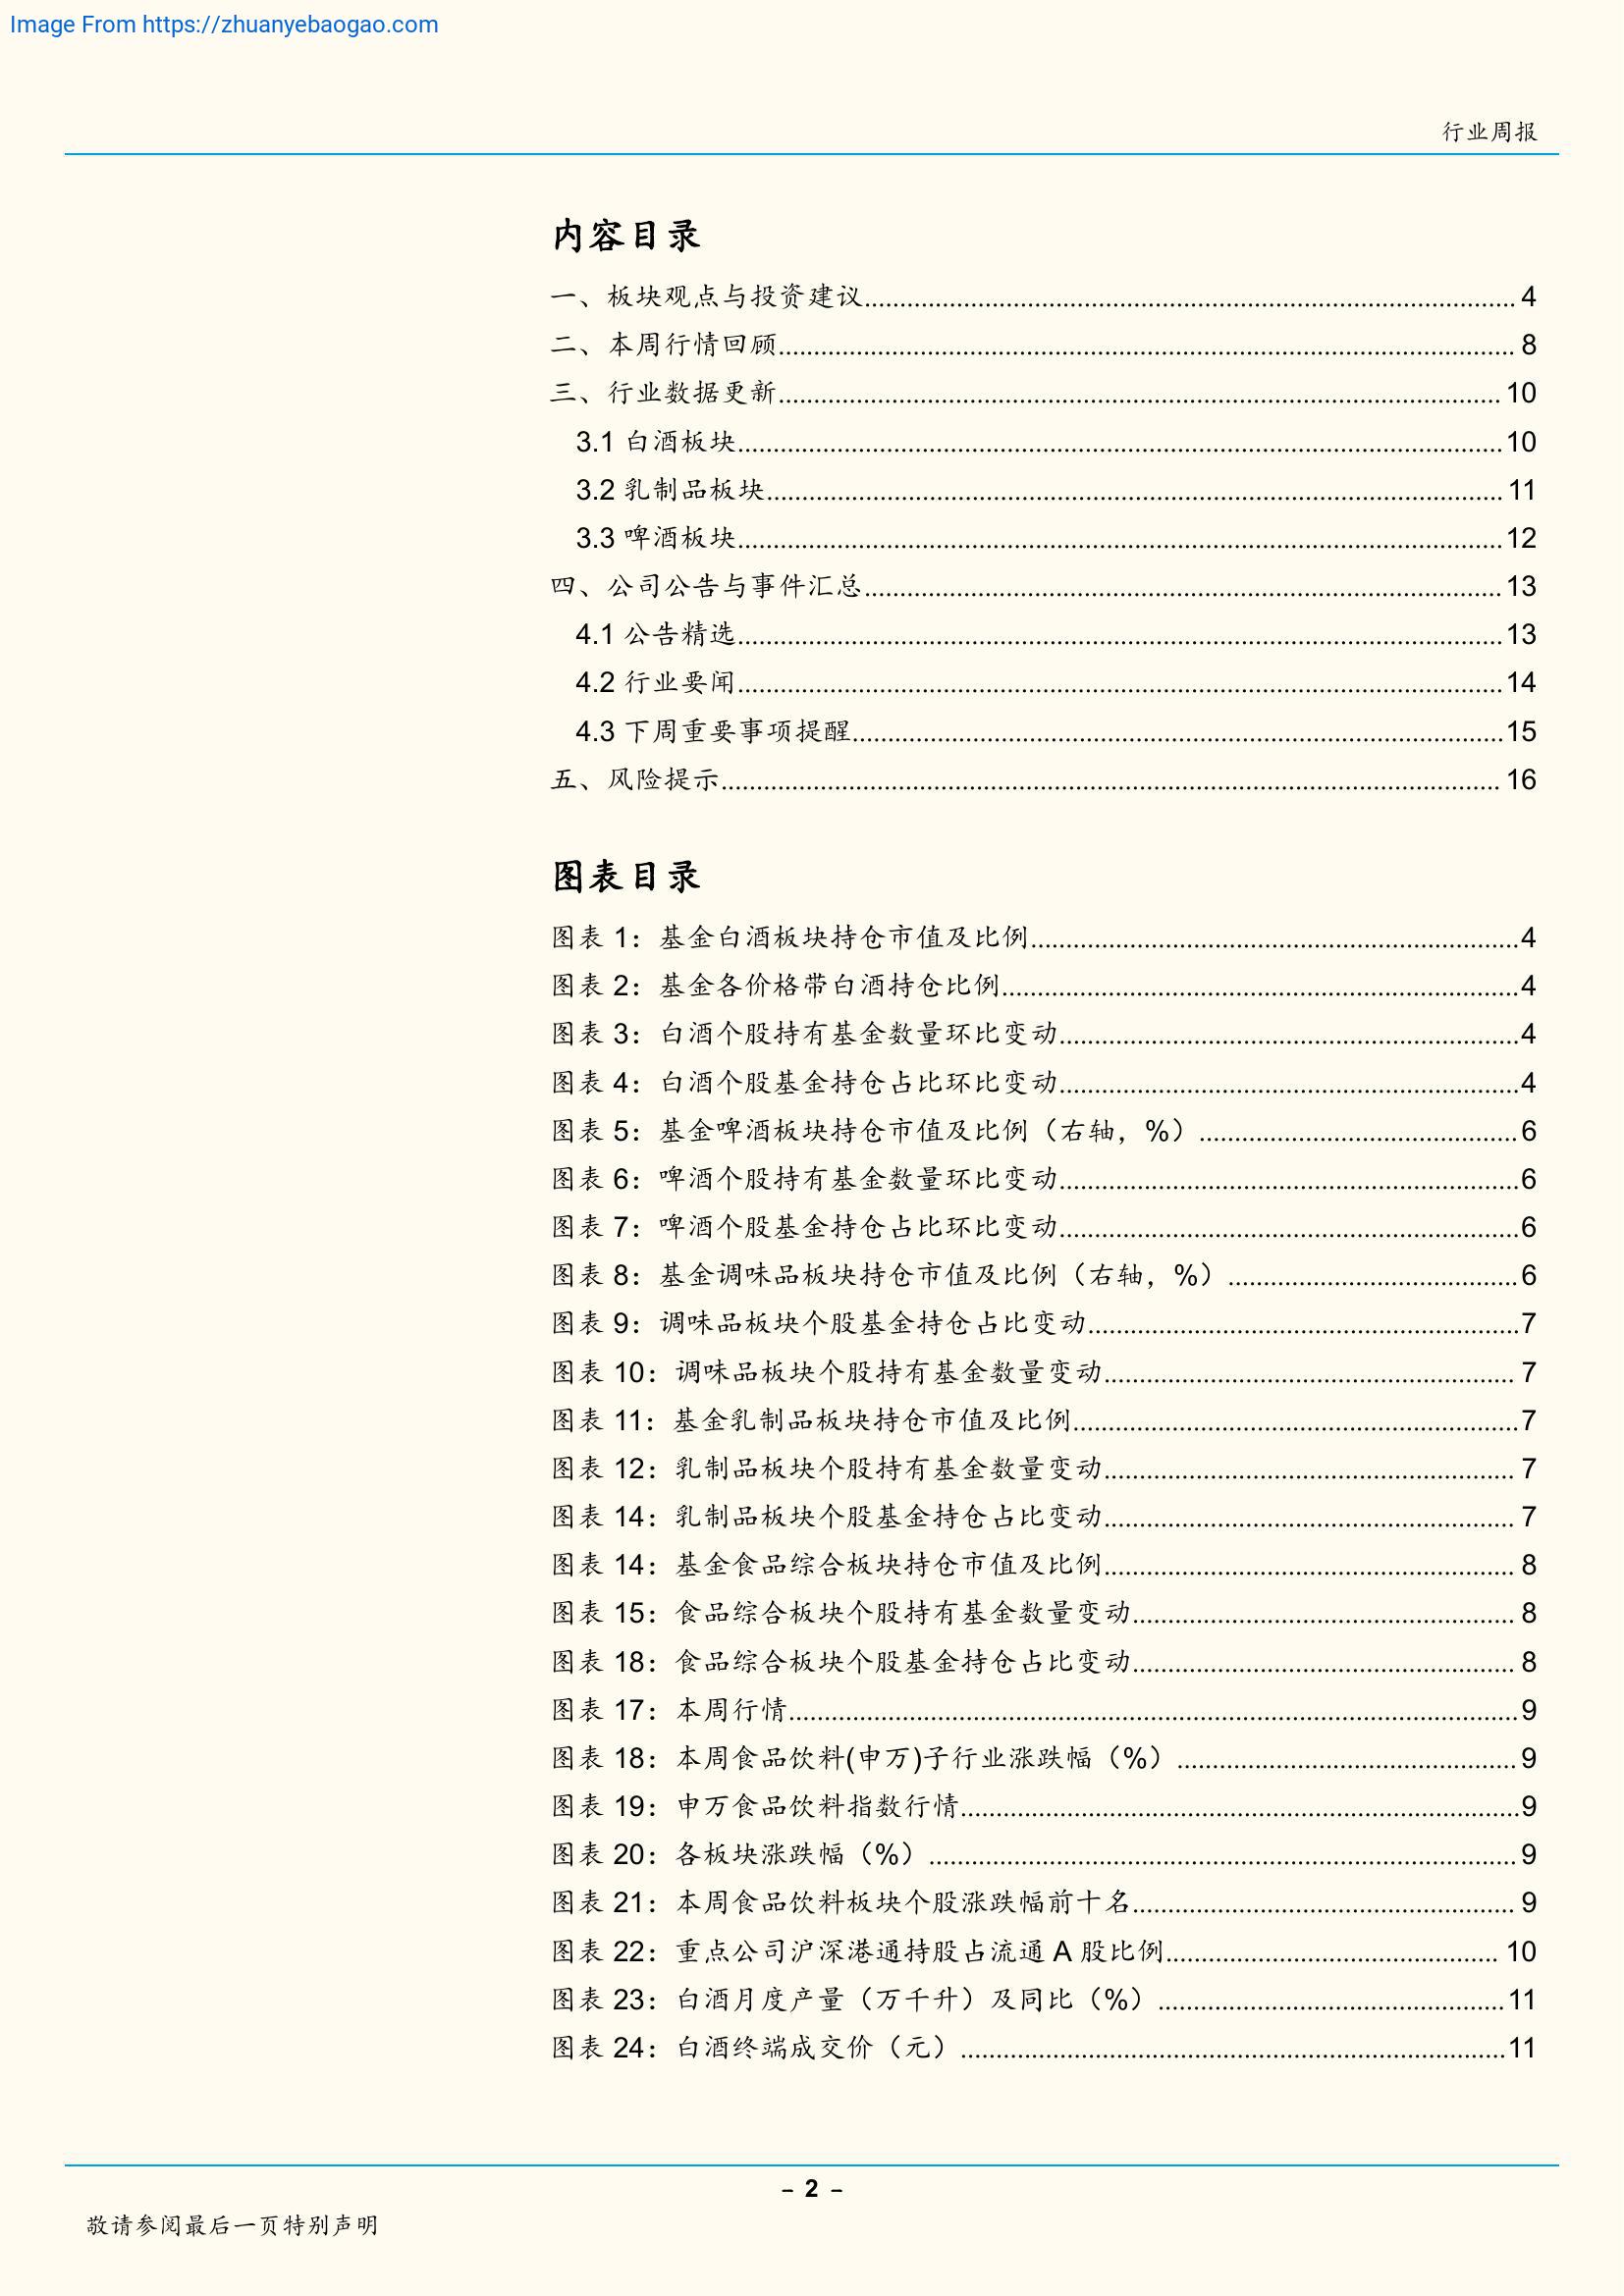 Image From https://zhuanyebaogao.com
行业周报
内容目录
一、板块观点与投资建议........ 4
二、本周行情回顾........ 8
三、行业数据更新........ 10
3.1 白酒板块........ 10
3.2 乳制品板块........ 11
3.3 啤酒板块........ 12
四、公司公告与事件汇总........ 13
4.1 公告精选........ 13
4.2 行业要闻........ 14
4.3 下周重要事项提醒........ 15
五、风险提示........ 16
图表目录
图表 1：基金白酒板块持仓市值及比例........ 4
图表 2：基金各价格带白酒持仓比例........ 4
图表 3：白酒个股持有基金数量环比变动........ 4
图表 4：白酒个股基金持仓占比环比变动........ 4
图表 5：基金啤酒板块持仓市值及比例（右轴，%）........ 6
图表 6：啤酒个股持有基金数量环比变动........ 6
图表 7：啤酒个股基金持仓占比环比变动........ 6
图表 8：基金调味品板块持仓市值及比例（右轴，%）........ 6
图表 9：调味品板块个股基金持仓占比变动........ 7
图表 10：调味品板块个股持有基金数量变动........ 7
图表 11：基金乳制品板块持仓市值及比例........ 7
图表 12：乳制品板块个股持有基金数量变动........ 7
图表 14：乳制品板块个股基金持仓占比变动........ 7
图表 14：基金食品综合板块持仓市值及比例........ 8
图表 15：食品综合板块个股持有基金数量变动........ 8
图表 18：食品综合板块个股基金持仓占比变动........ 8
图表 17：本周行情........ 9
图表 18：本周食品饮料(申万)子行业涨跌幅（%）........ 9
图表 19：申万食品饮料指数行情........ 9
图表 20：各板块涨跌幅（%）........ 9
图表 21：本周食品饮料板块个股涨跌幅前十名........ 9
图表 22：重点公司沪深港通持股占流通 A 股比例........ 10
图表 23：白酒月度产量（万千升）及同比（%）........ 11
图表 24：白酒终端成交价（元）........ 11
- 2 -
敬请参阅最后一页特别声明